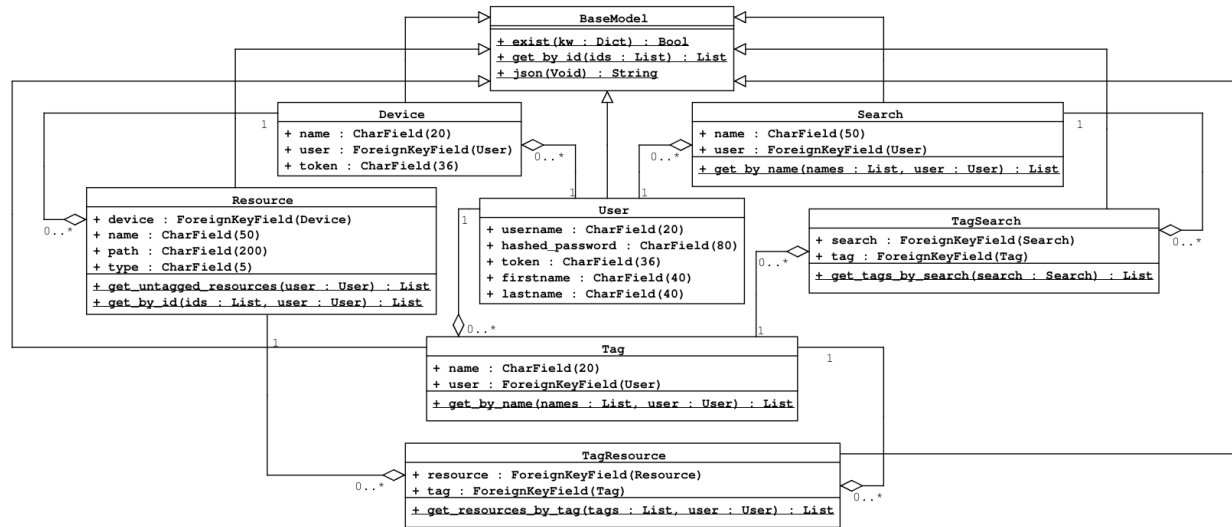 BaseModel
+ exist(kw : Dict) : Bool
+ get_by_id(ids : List) : List
+ json(Void) : String
Device
+ name : CharField(20)
+ user : ForeignKeyField(User)
+ token : CharField(36)
1
0..*
1
Search
+ name : CharField(50)
+ user : ForeignKeyField(User)
+ get_by_name(names : List, user : User) : List
1
0..*
1
Resource
+ device : ForeignKeyField(Device)
+ name : CharField(50)
+ path : CharField(200)
+ type : CharField(5)
+ get_untagged_resources(user : User) : List
+ get_by_id(ids : List, user : User) : List
0..*
1
User
+ username : CharField(20)
+ hashed_password : CharField(80)
+ token : CharField(36)
+ firstname : CharField(40)
+ lastname : CharField(40)
1
0..*
TagSearch
+ search : ForeignKeyField(Search)
+ tag : ForeignKeyField(Tag)
+ get_tags_by_search(search : Search) : List
0..*
0..*
1
Tag
+ name : CharField(20)
+ user : ForeignKeyField(User)
+ get_by_name(names : List, user : User) : List
1
TagResource
+ resource : ForeignKeyField(Resource)
+ tag : ForeignKeyField(Tag)
+ get_resources_by_tag(tags : List, user : User) : List
0..*
0..*